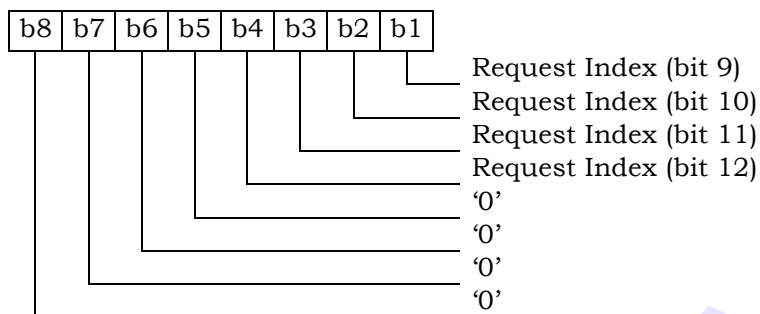 b8 b7 b6 b5 b4 b3 b2 b1
Request Index (bit 9)
Request Index (bit 10)
Request Index (bit 11)
Request Index (bit 12)
‘0’
‘0’
‘0’
‘0’